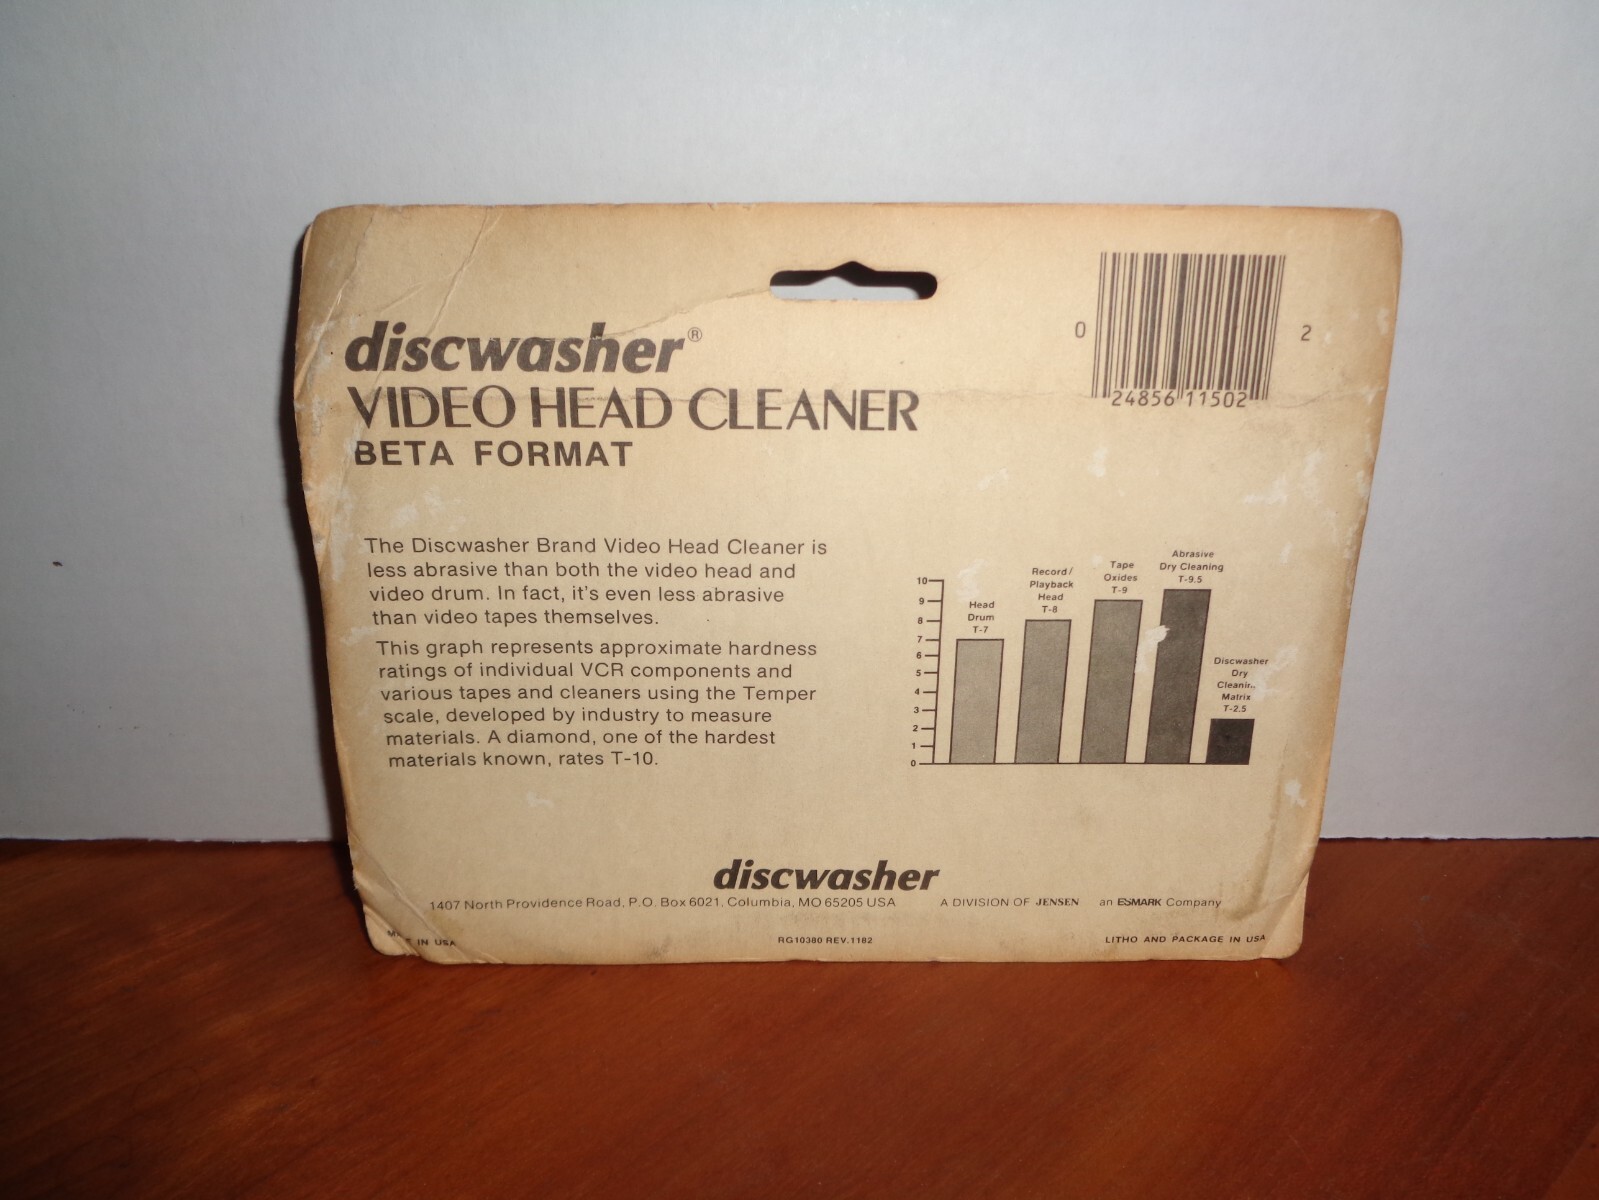 0 24856 11502 2
discwasher®
VIDEO HEAD CLEANER
BETA FORMAT
The Discwasher Brand Video Head Cleaner is
less abrasive than both the video head and
video drum. In fact, it's even less abrasive
than video tapes themselves.
This graph represents approximate hardness
ratings of individual VCR components and
various tapes and cleaners using the Temper
scale, developed by industry to measure
materials. A diamond, one of the hardest
materials known, rates T-10.
10
9
8
7
6
5
4
3
2
1
0
Head
Drum
T-7
Record/
Playback
Head
T-8
Tape
Oxides
T-9
Abrasive
Dry Cleaning
T-9.5
Discwasher
Dry
Matrix
T-2.5
discwasher
1407 North Providence Road, P.O. Box 6021, Columbia, MO 65205 USA A DIVISION OF JENSEN an ESMARK Company
IN USA RG10380 REV.1182 LITHO AND PACKAGE IN USA